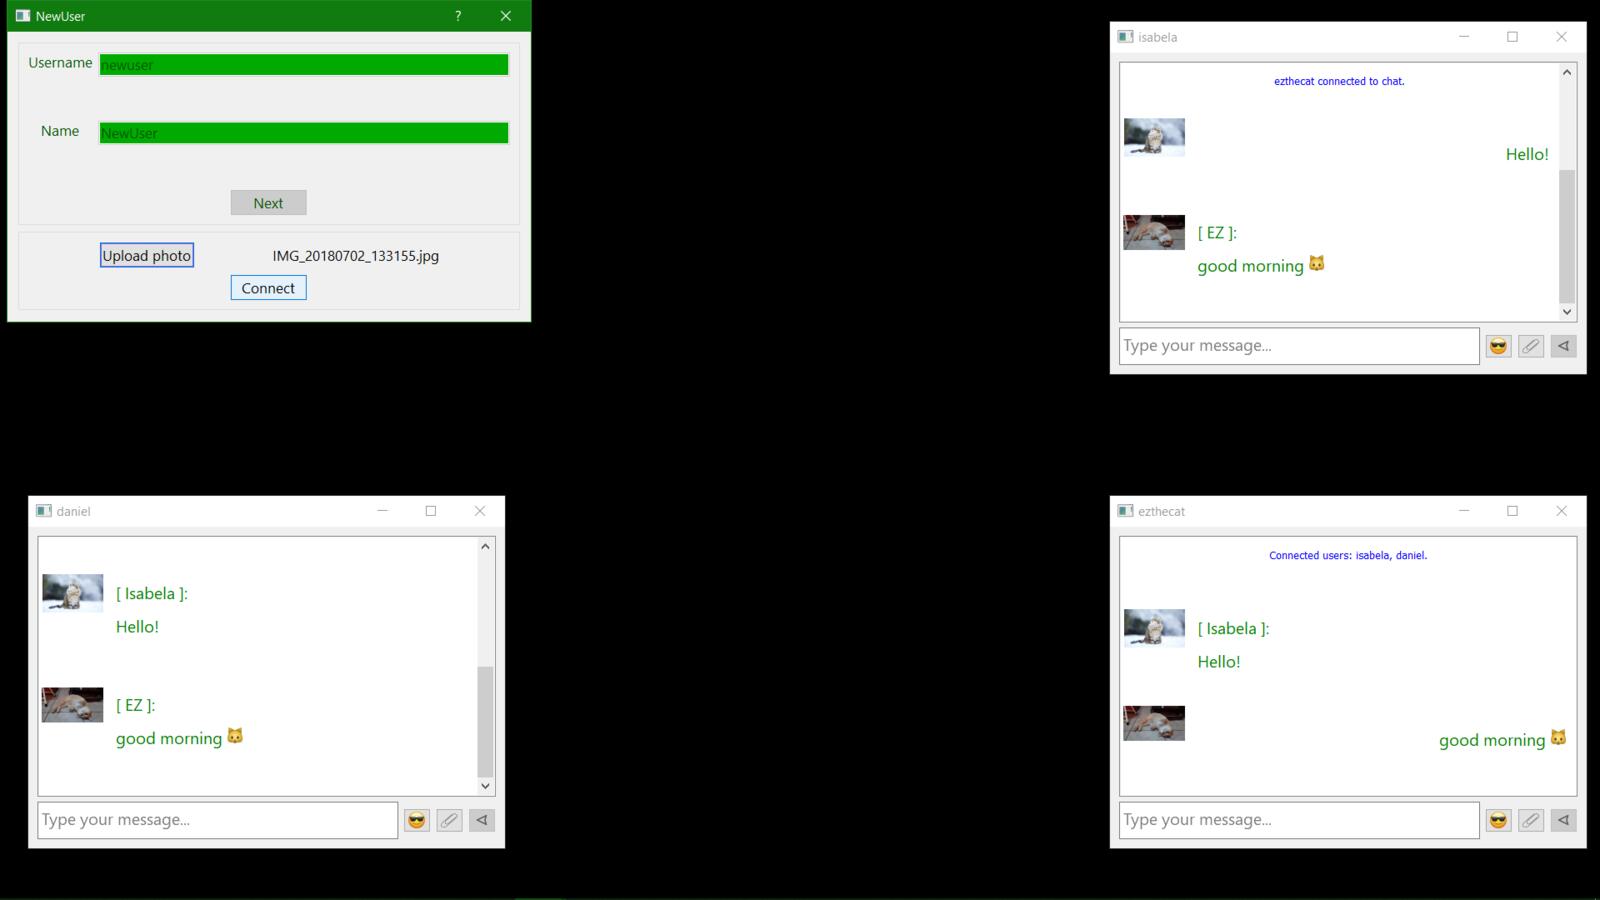 NewUser
Username newuser
Name NewUser
Next
Upload photo IMG_20180702_133155.jpg
Connect
isabela
ezthecat connected to chat.
Hello!
[ EZ ]:
good morning 🐱
Type your message...
daniel
[ Isabela ]:
Hello!
[ EZ ]:
good morning 🐱
Type your message...
ezthecat
Connected users: isabela, daniel.
[ Isabela ]:
Hello!
good morning 🐱
Type your message...